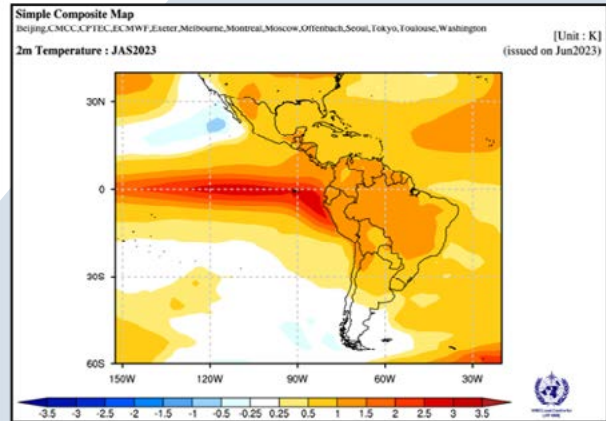 Simple Composite Map
Beijing,CMCC,CPTEC,ECMWF,Exeter,Melbourne,Montreal,Moscow,Offenbach,Seoul,Tokyo,Toulouse,Washington
[Unit : K]
2m Temperature : JAS2023
(issued on Jun2023)
30N
0
30S
60S
150W
120W
90W
60W
30W
-3.5 -3 -2.5 -2 -1.5 -1 -0.5 -0.25 0.25 0.5 1 1.5 2 2.5 3 3.5